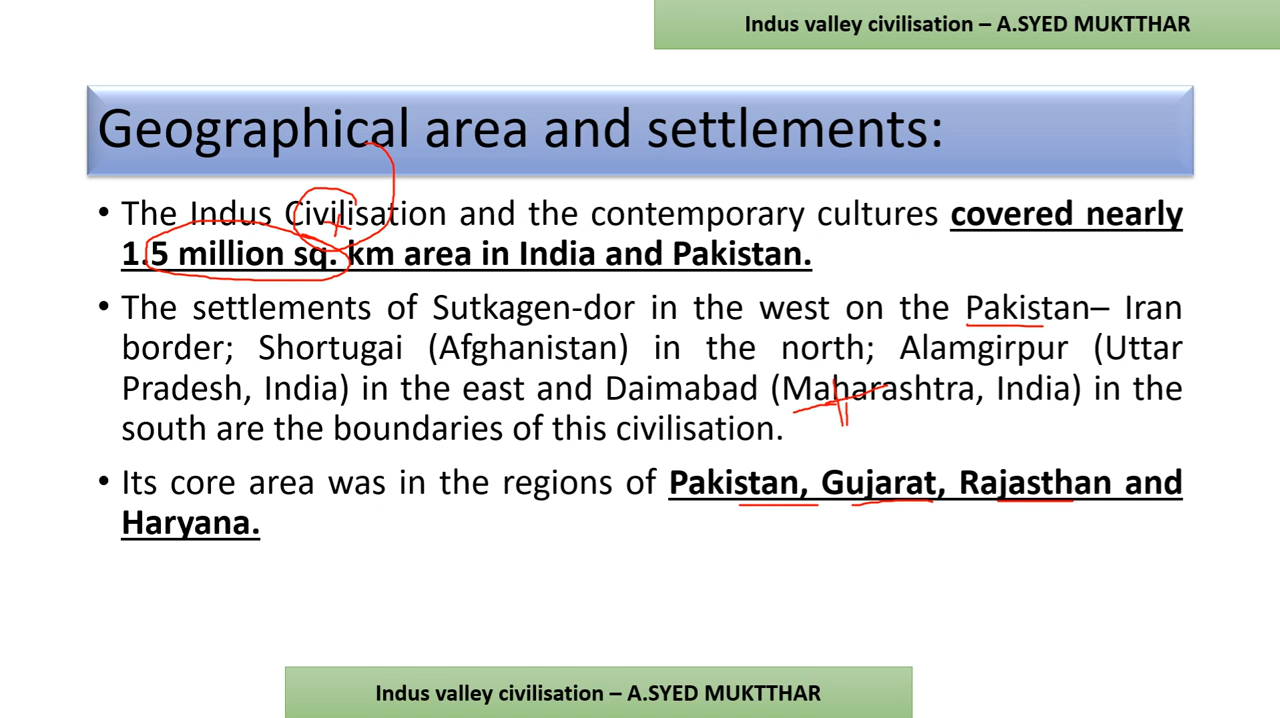 Indus valley civilisation – A.SYED MUKTTHAR
Geographical area and settlements:
• The Indus Civilisation and the contemporary cultures covered nearly
1.5 million sq. km area in India and Pakistan.
• The settlements of Sutkagen-dor in the west on the Pakistan– Iran
border; Shortugai (Afghanistan) in the north; Alamgirpur (Uttar
Pradesh, India) in the east and Daimabad (Maharashtra, India) in the
south are the boundaries of this civilisation.
• Its core area was in the regions of Pakistan, Gujarat, Rajasthan and
Haryana.
Indus valley civilisation – A.SYED MUKTTHAR